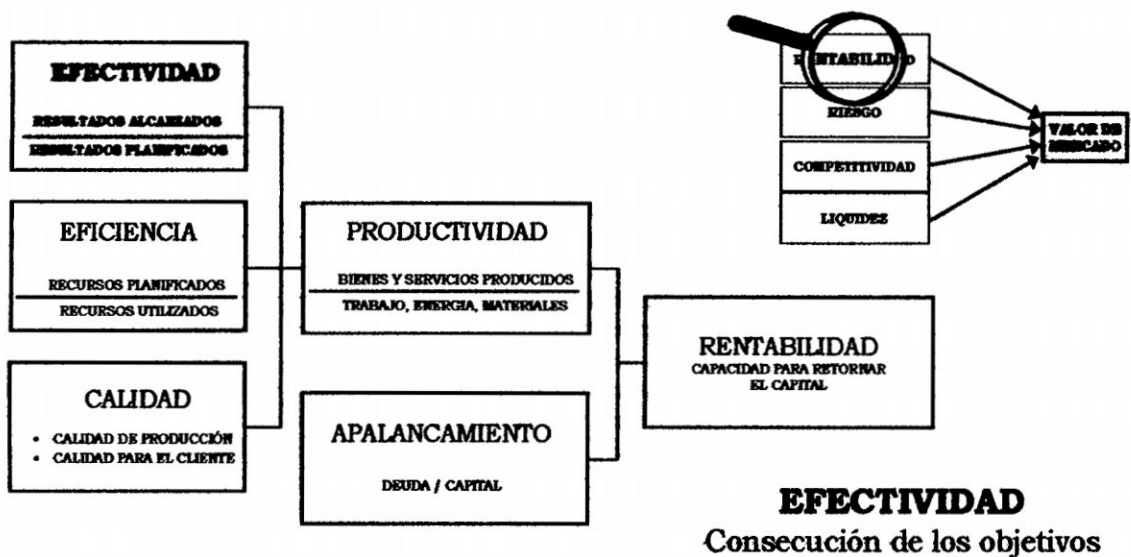 EFECTIVIDAD
RESULTADOS ALCANZADOS
RESULTADOS PLANIFICADOS
EFICIENCIA
RECURSOS PLANIFICADOS
RECURSOS UTILIZADOS
CALIDAD
• CALIDAD DE PRODUCCIÓN
• CALIDAD PARA EL CLIENTE
PRODUCTIVIDAD
BIENES Y SERVICIOS PRODUCIDOS
TRABAJO, ENERGIA, MATERIALES
APALANCAMIENTO
DEUDA / CAPITAL
RENTABILIDAD
CAPACIDAD PARA RETORNAR
EL CAPITAL
RENTABILIDAD
RIESGO
COMPETITIVIDAD
LIQUIDES
VALOR DE
MERCADO
EFECTIVIDAD
Consecución de los objetivos